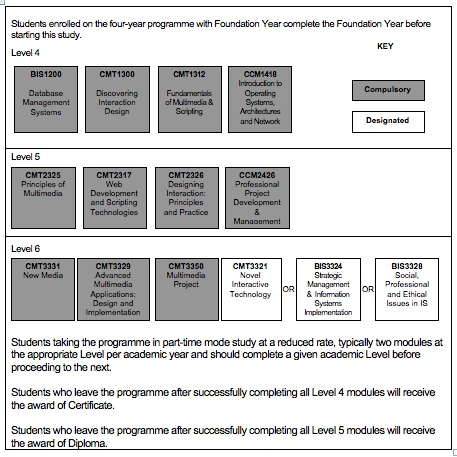 Students enrolled on the four-year programme with Foundation Year complete the Foundation Year before
starting this study.
KEY
Level 4
BIS1200
Database
Management
Systems
CMT1300
Discovering
Interaction
Design
CMT1312
Fundamentals
of Multimedia &
Scripting
CCM1418
Introduction to
Operating
Systems,
Architectures
and Network
Compulsory
Designated
Level 5
CMT2325
Principles of
Multimedia
CMT2317
Web
Development
and Scripting
Technologies
CMT2326
Designing
Interaction:
Principles
and Practice
CCM2426
Professional
Project
Development
&
Management
Level 6
CMT3331
New Media
CMT3329
Advanced
Multimedia
Applications:
Design and
Implementation
CMT3350
Multimedia
Project
CMT3321
Novel
Interactive
Technology
OR
BIS3324
Strategic
Management
& Information
Systems
Implementation
OR
BIS3328
Social,
Professional
and Ethical
Issues in IS
Students taking the programme in part-time mode study at a reduced rate, typically two modules at
the appropriate Level per academic year and should complete a given academic Level before
proceeding to the next.
Students who leave the programme after successfully completing all Level 4 modules will receive
the award of Certificate.
Students who leave the programme after successfully completing all Level 5 modules will receive
the award of Diploma.